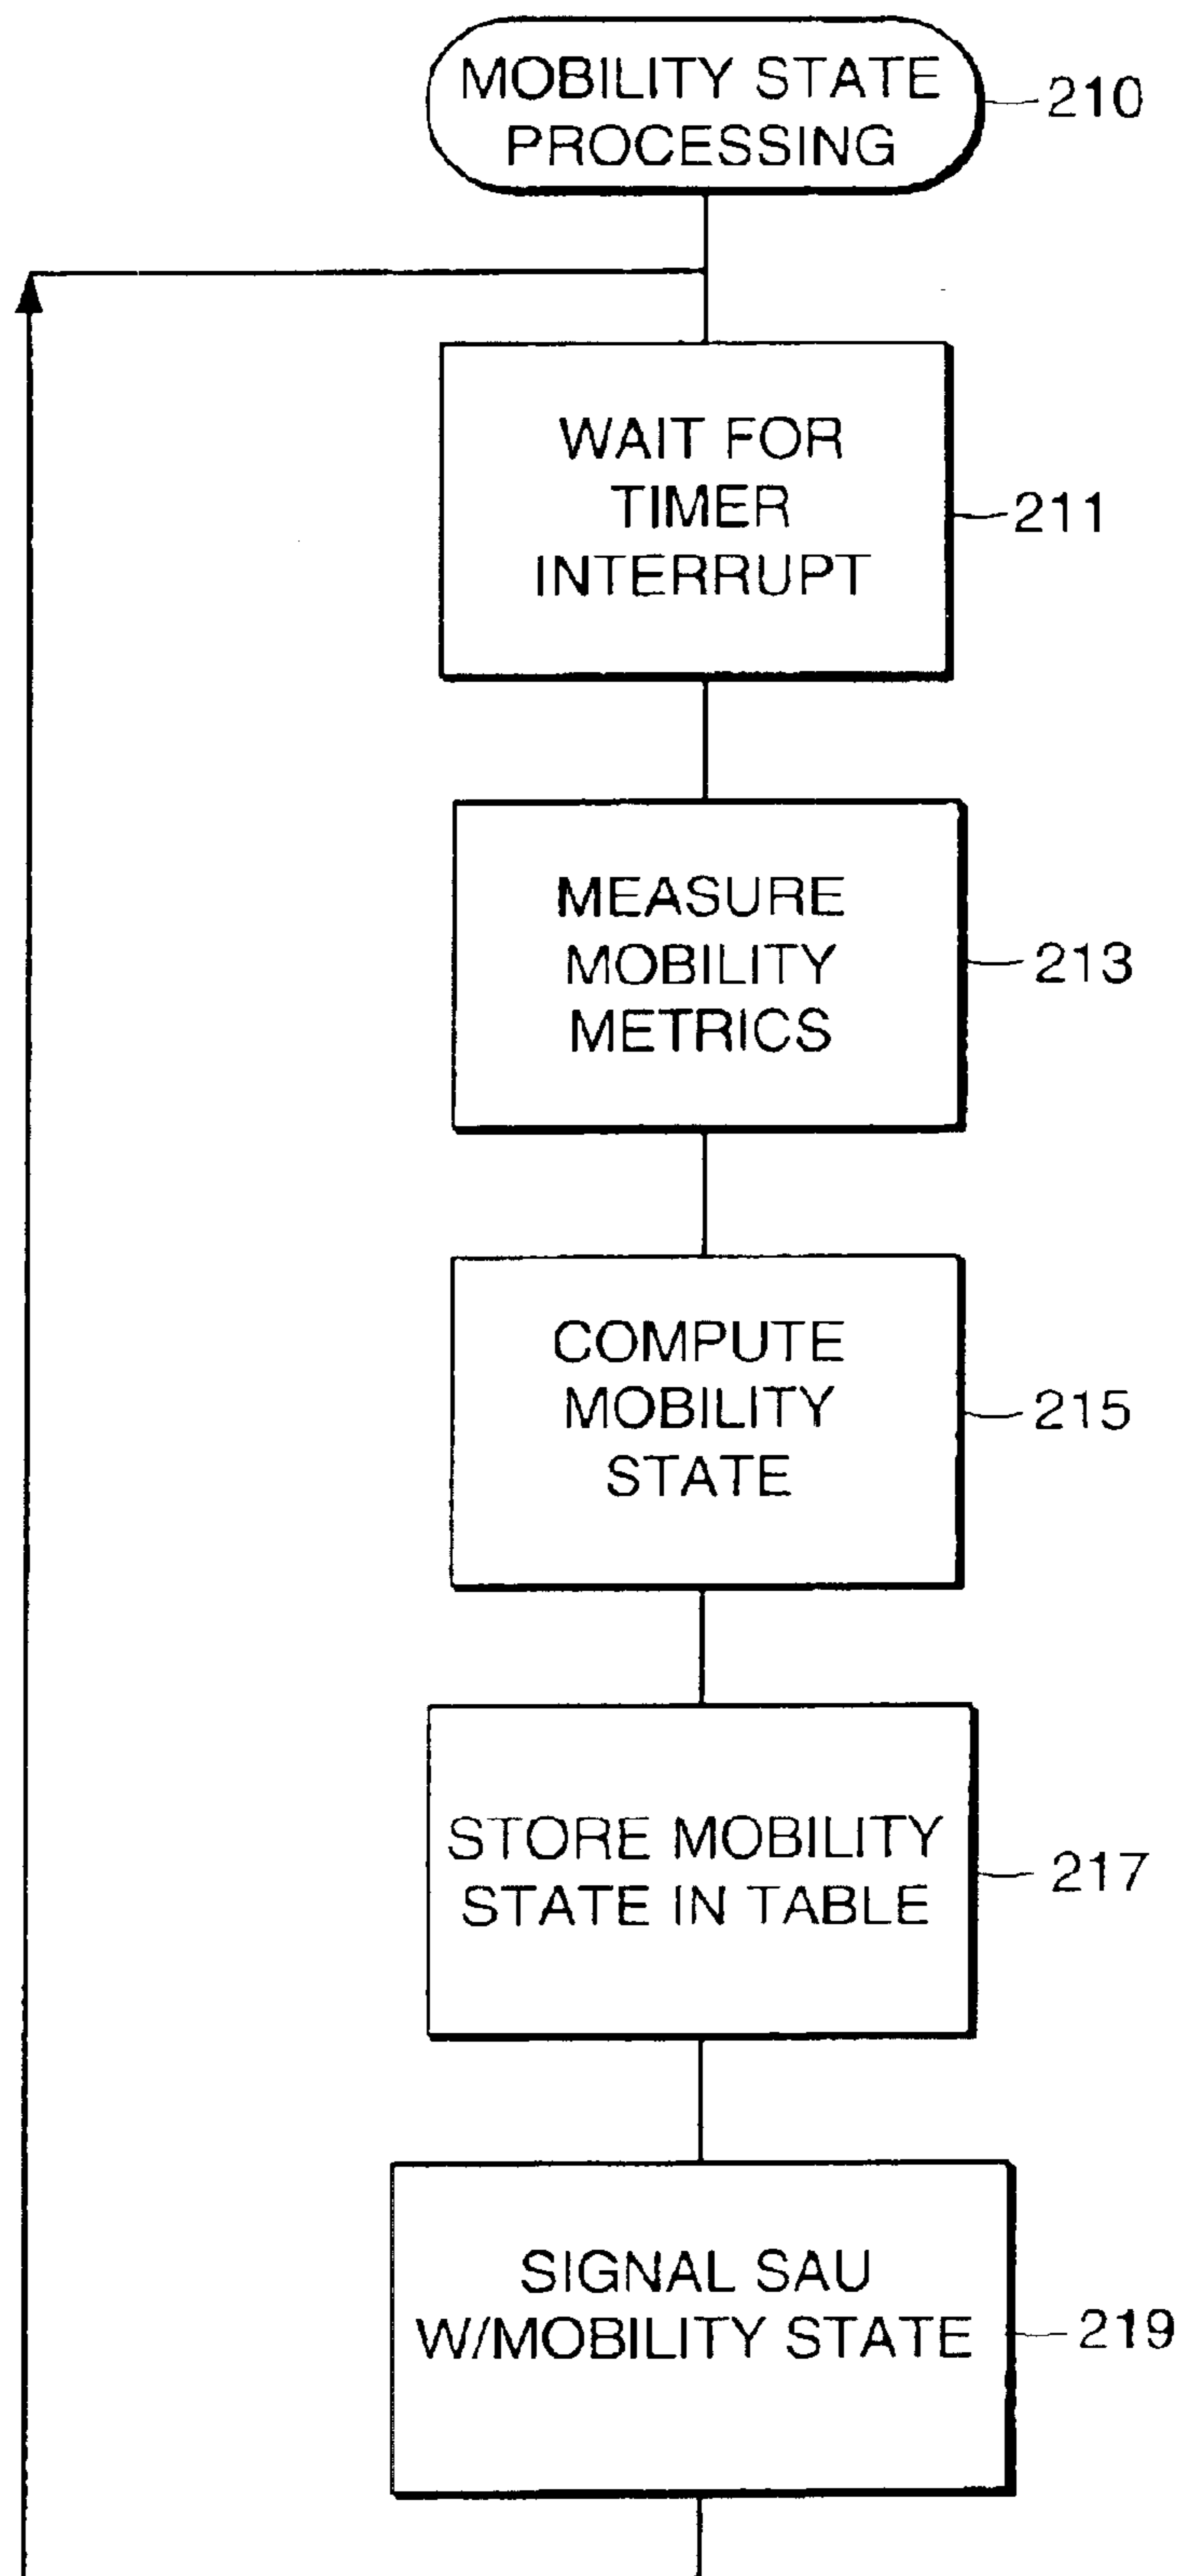 MOBILITY STATE
PROCESSING
210
WAIT FOR
TIMER
INTERRUPT
211
MEASURE
MOBILITY
METRICS
213
COMPUTE
MOBILITY
STATE
215
STORE MOBILITY
STATE IN TABLE
217
SIGNAL SAU
W/MOBILITY STATE
219